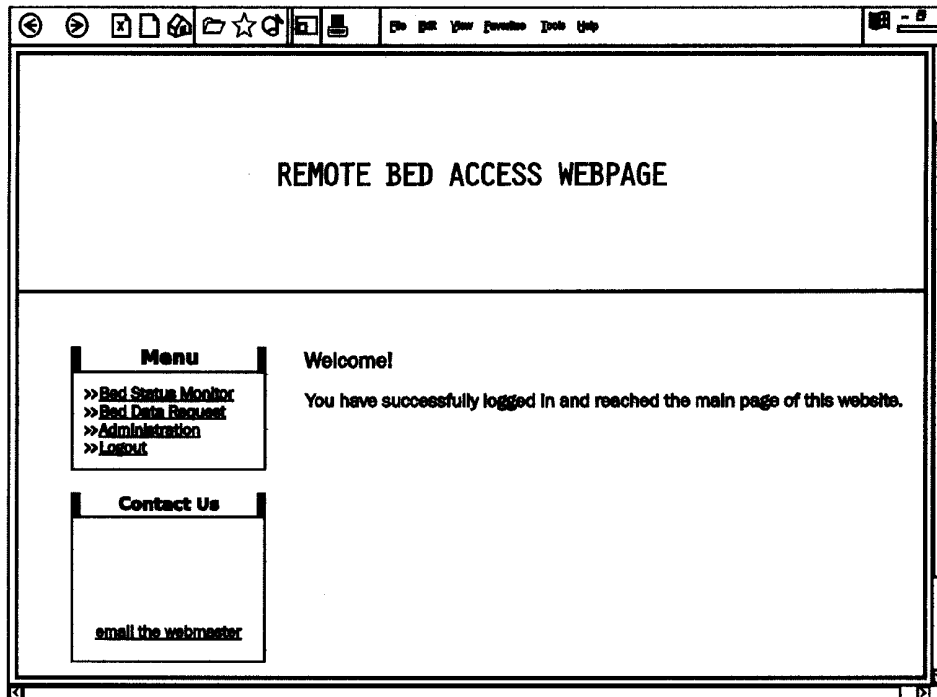 File Edit View Favorites Tools Help
REMOTE BED ACCESS WEBPAGE
Menu
>>Bed Status Monitor
>>Bed Data Request
>>Administration
>>Logout
Welcome!
You have successfully logged in and reached the main page of this website.
Contact Us
email the webmaster